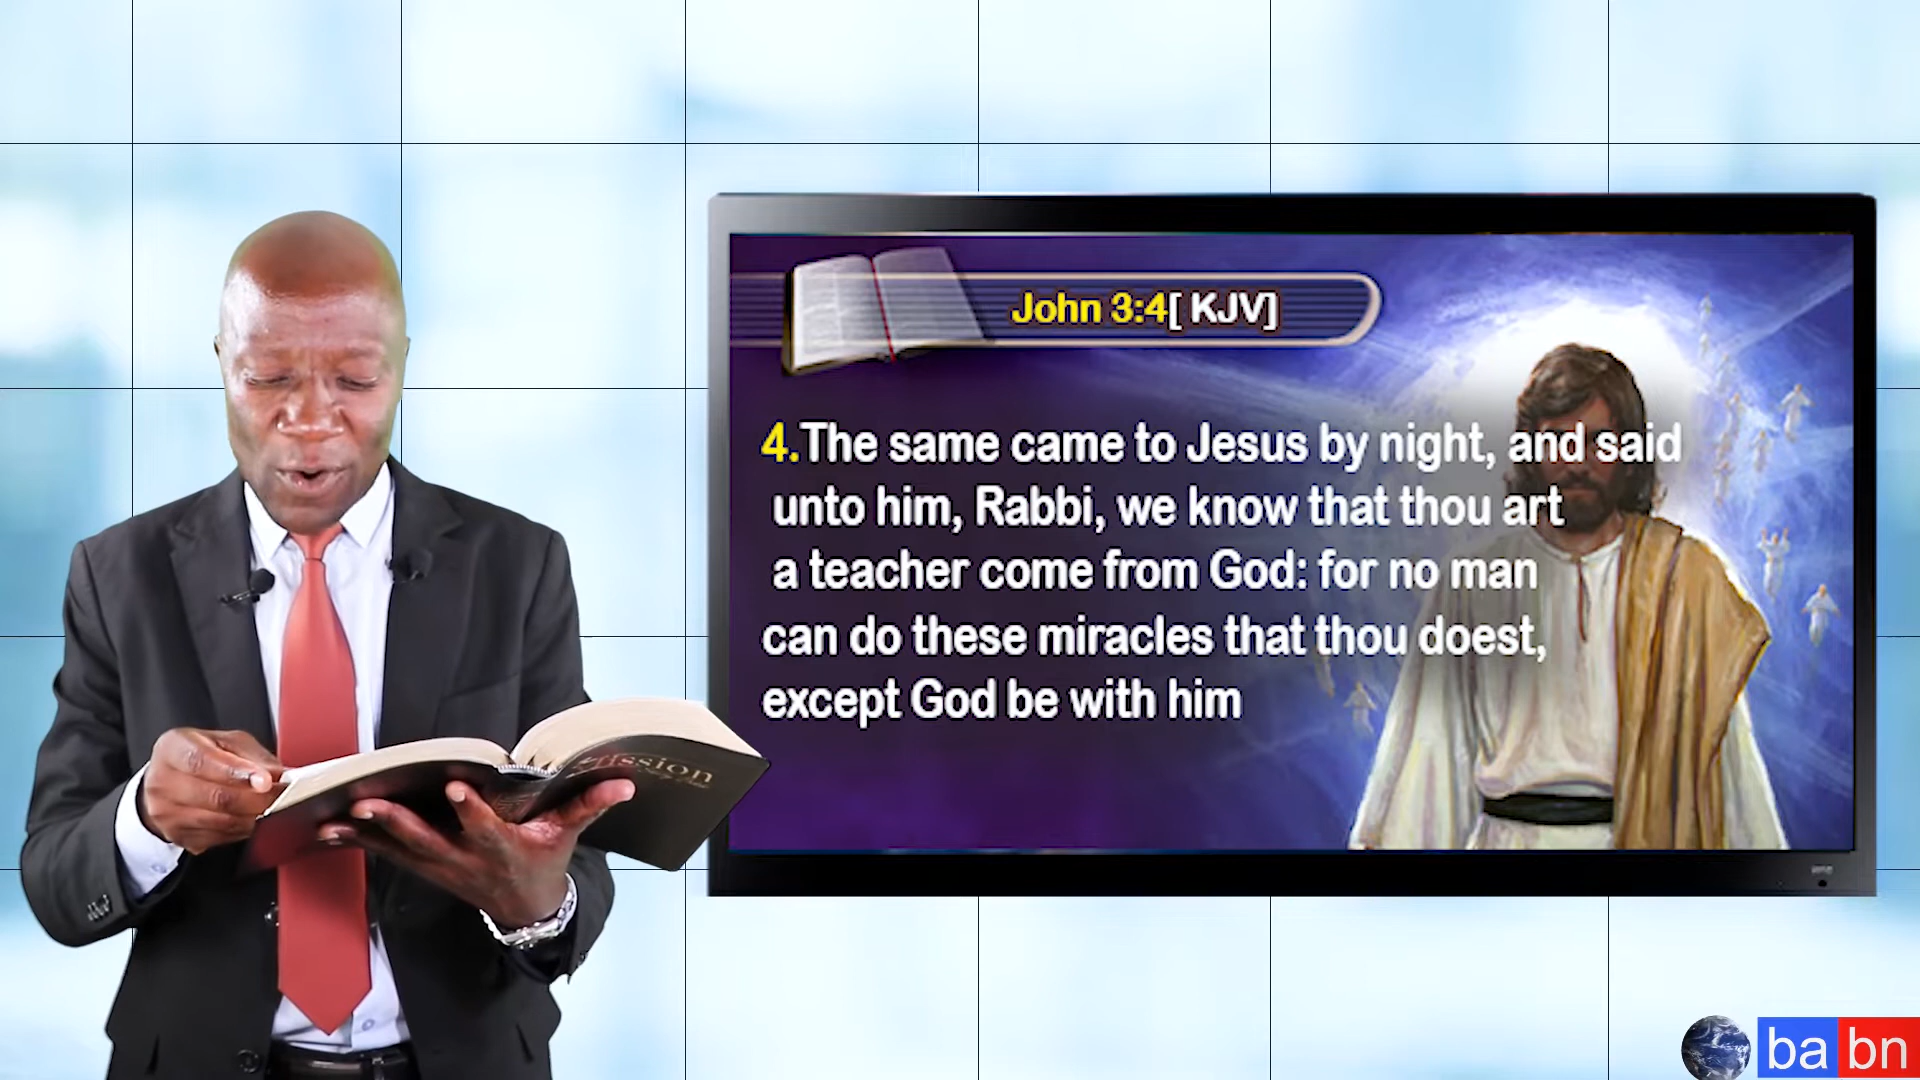 John 3:4[ KJV]
4.The same came to Jesus by night, and said
unto him, Rabbi, we know that thou art
a teacher come from God: for no man
can do these miracles that thou doest,
except God be with him
ba bn